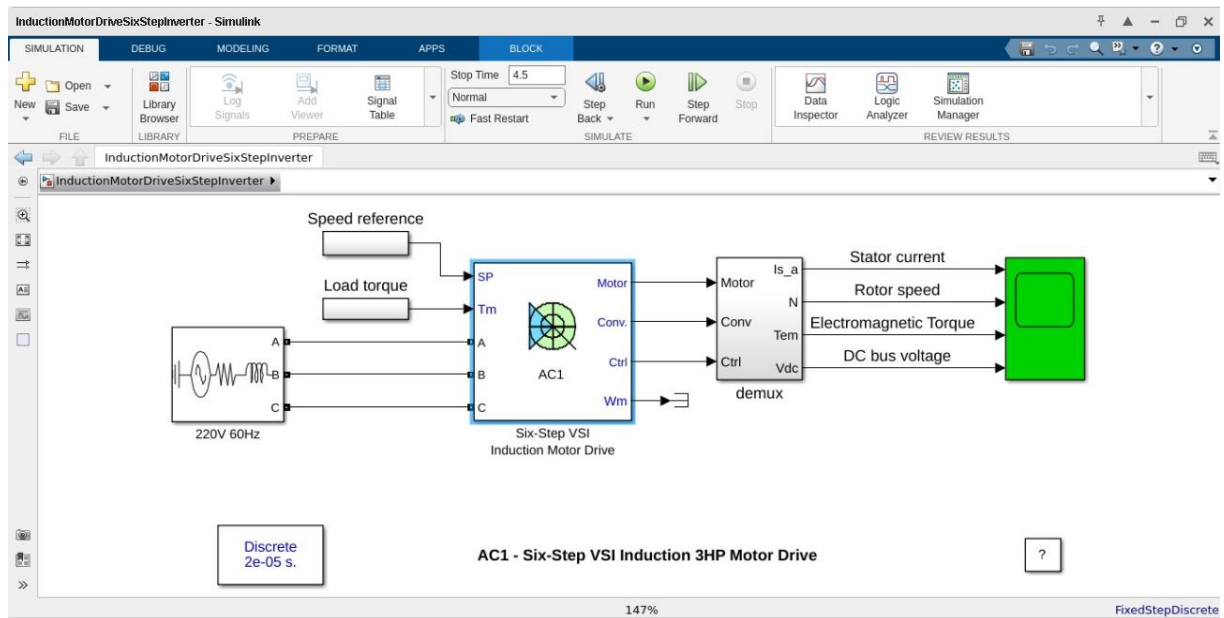 InductionMotorDriveSixStepInverter - Simulink
SIMULATION
DEBUG
MODELING
FORMAT
APPS
BLOCK
New
Open
Save
FILE
Library
Browser
LIBRARY
Log
Signals
Add
Viewer
Signal
Table
PREPARE
Stop Time 4.5
Normal
Fast Restart
Step
Back
Run
Step
Forward
Stop
SIMULATE
Data
Inspector
Logic
Analyzer
Simulation
Manager
REVIEW RESULTS
InductionMotorDriveSixStepInverter
InductionMotorDriveSixStepInverter
Speed reference
Load torque
A
B
C
220V 60Hz
SP
Tm
A
B
C
AC1
Motor
Conv.
Ctrl
Wm
Six-Step VSI
Induction Motor Drive
Motor
Conv
Ctrl
Is_a
N
Tem
Vdc
demux
Stator current
Rotor speed
Electromagnetic Torque
DC bus voltage
Discrete
2e-05 s.
AC1 - Six-Step VSI Induction 3HP Motor Drive
?
147%
FixedStepDiscrete